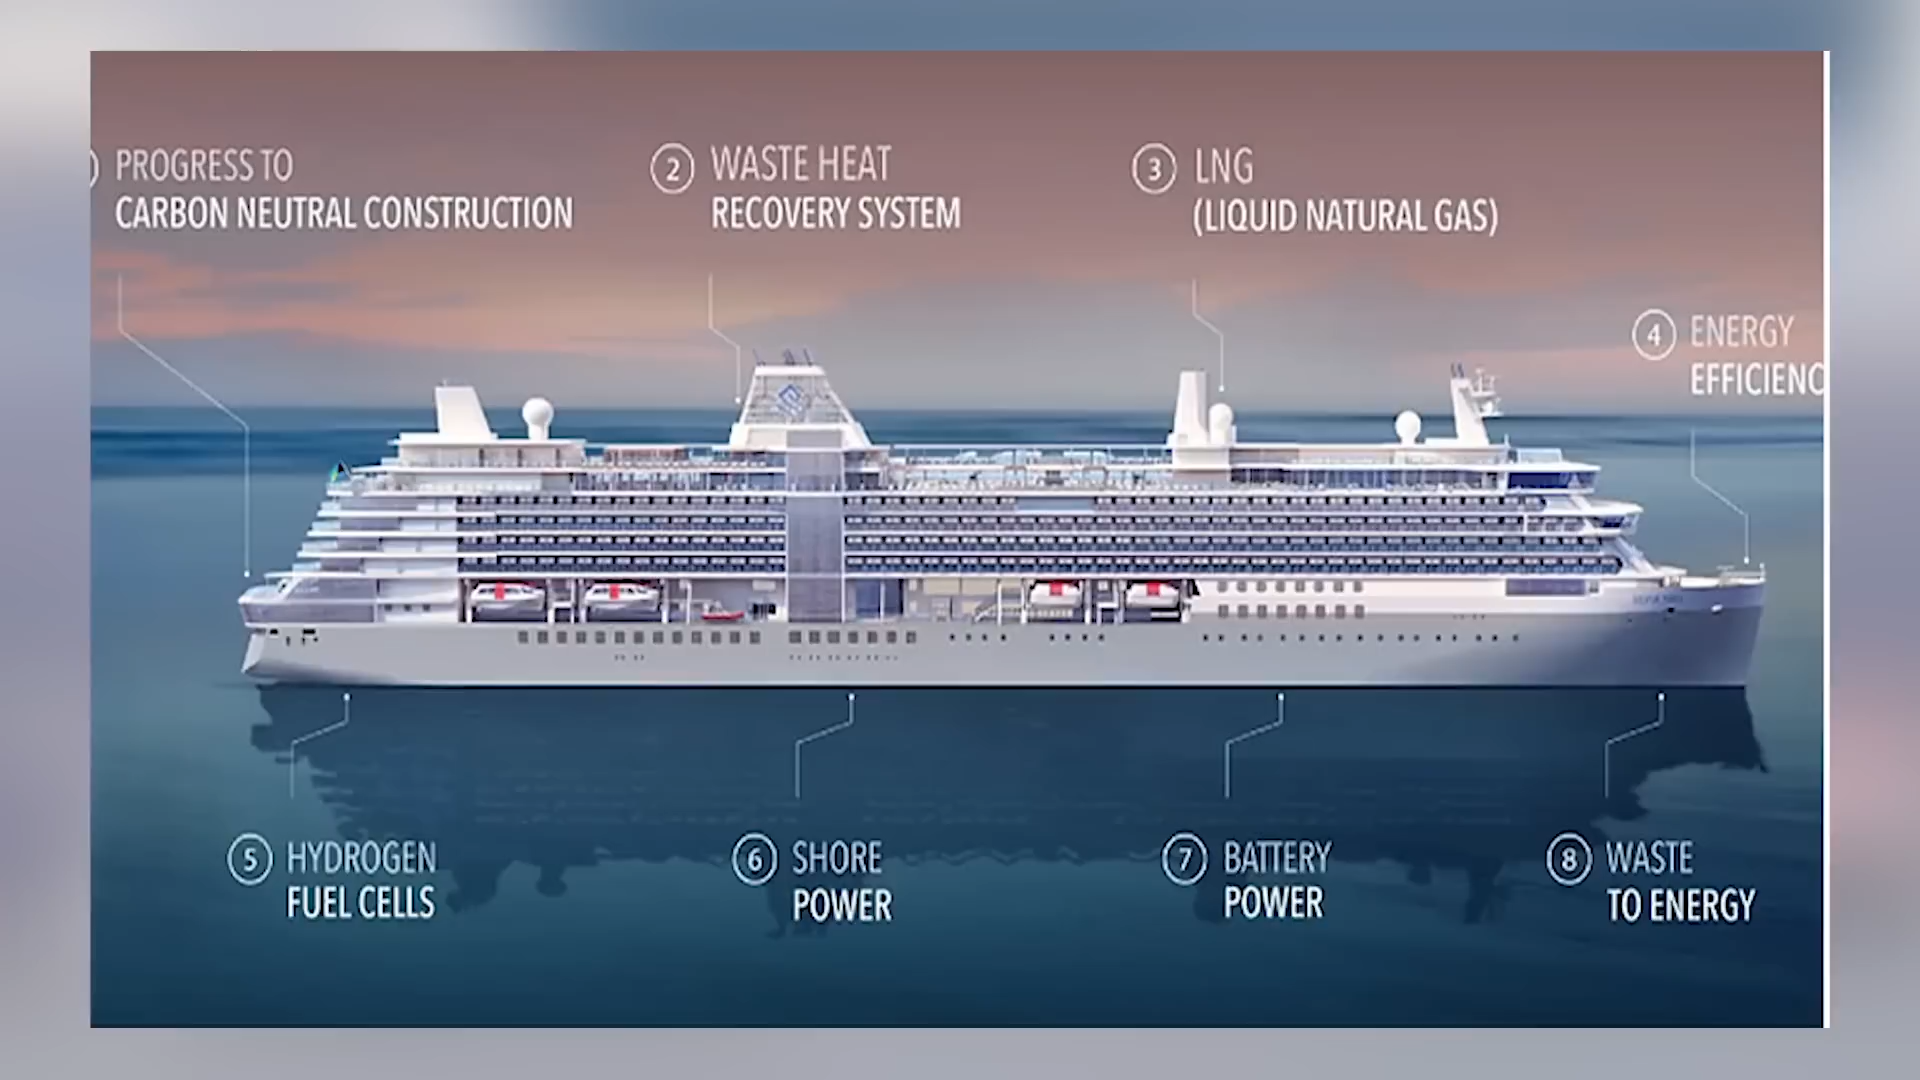 PROGRESS TO
CARBON NEUTRAL CONSTRUCTION
2 WASTE HEAT
RECOVERY SYSTEM
3 LNG
(LIQUID NATURAL GAS)
4 ENERGY
EFFICIENC
5 HYDROGEN
FUEL CELLS
6 SHORE
POWER
7 BATTERY
POWER
8 WASTE
TO ENERGY